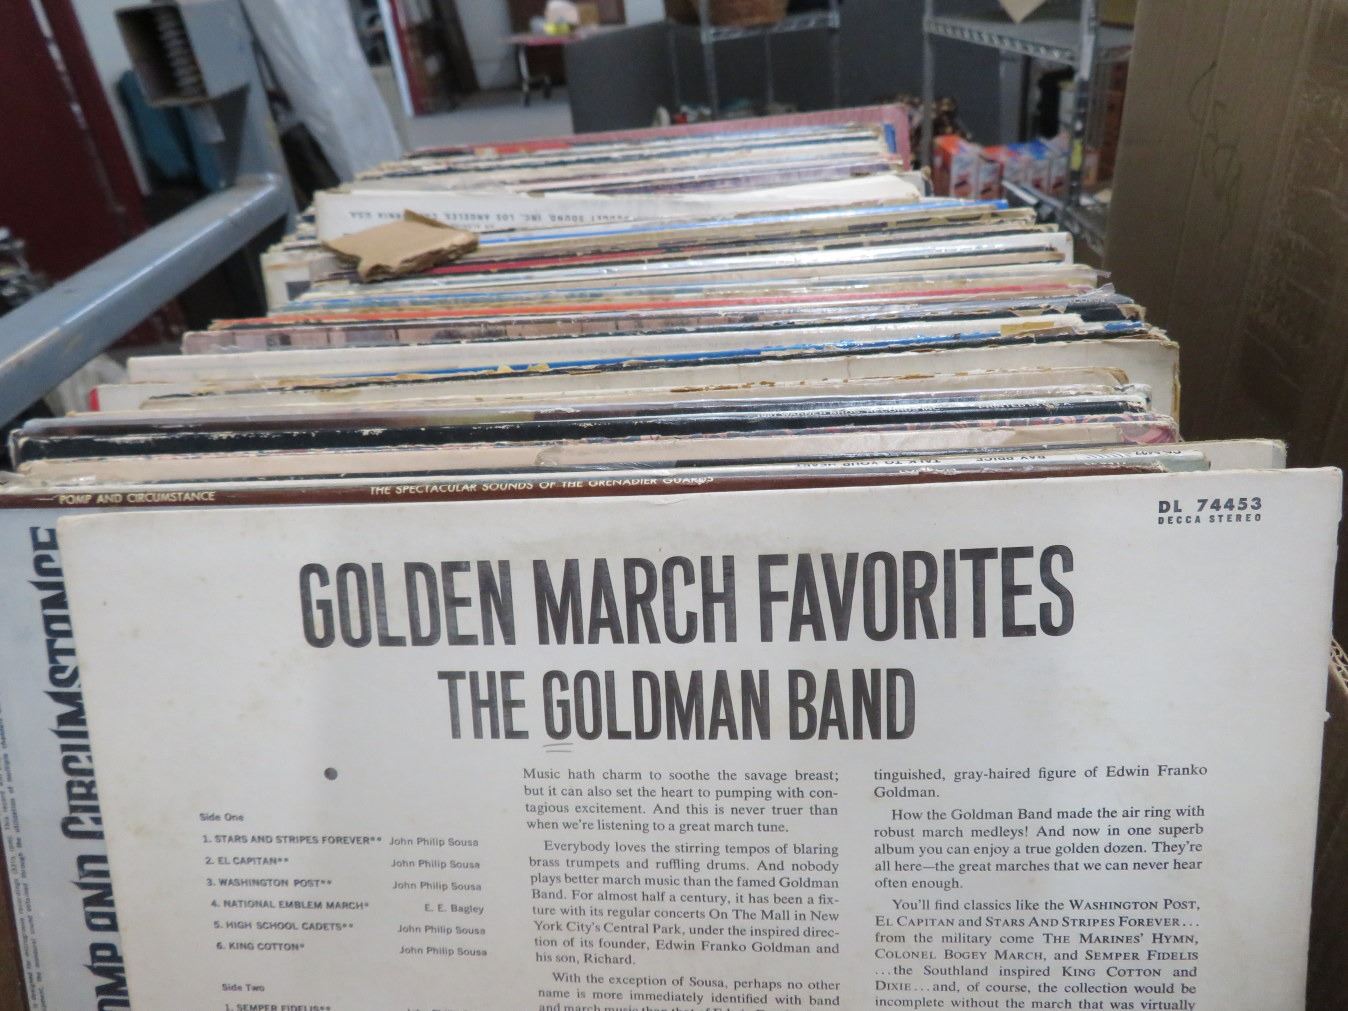 POMP AND CIRCUMSTANCE
THE SPECTACULAR SOUNDS OF THE GRENADIER GUARDS
RAY PRICE
TALK TO YOUR HEART
DL 74453
DECCA STEREO
GOLDEN MARCH FAVORITES
THE GOLDMAN BAND
Side One
1. STARS AND STRIPES FOREVER** John Philip Sousa
2. EL CAPITAN** John Philip Sousa
3. WASHINGTON POST** John Philip Sousa
4. NATIONAL EMBLEM MARCH* E. E. Bagley
5. HIGH SCHOOL CADETS** John Philip Sousa
6. KING COTTON* John Philip Sousa
Side Two
1. SEMPER FIDELIS**
Music hath charm to soothe the savage breast;
but it can also set the heart to pumping with con-
tagious excitement. And this is never truer than
when we're listening to a great march tune.
Everybody loves the stirring tempos of blaring
brass trumpets and ruffling drums. And nobody
plays better march music than the famed Goldman
Band. For almost half a century, it has been a fix-
ture with its regular concerts On The Mall in New
York City's Central Park, under the inspired direc-
tion of its founder, Edwin Franko Goldman and
his son, Richard.
With the exception of Sousa, perhaps no other
name is more immediately identified with band
and march music than that of
tinguished, gray-haired figure of Edwin Franko
Goldman.
How the Goldman Band made the air ring with
robust march medleys! And now in one superb
album you can enjoy a true golden dozen. They're
all here—the great marches that we can never hear
often enough.
You'll find classics like the WASHINGTON POST,
EL CAPITAN and STARS AND STRIPES FOREVER...
from the military come THE MARINES' HYMN,
COLONEL BOGEY MARCH, and SEMPER FIDELIS
...the Southland inspired KING COTTON and
DIXIE...and, of course, the collection would be
incomplete without the march that was virtually
POMP AND CIRCUMSTANCE